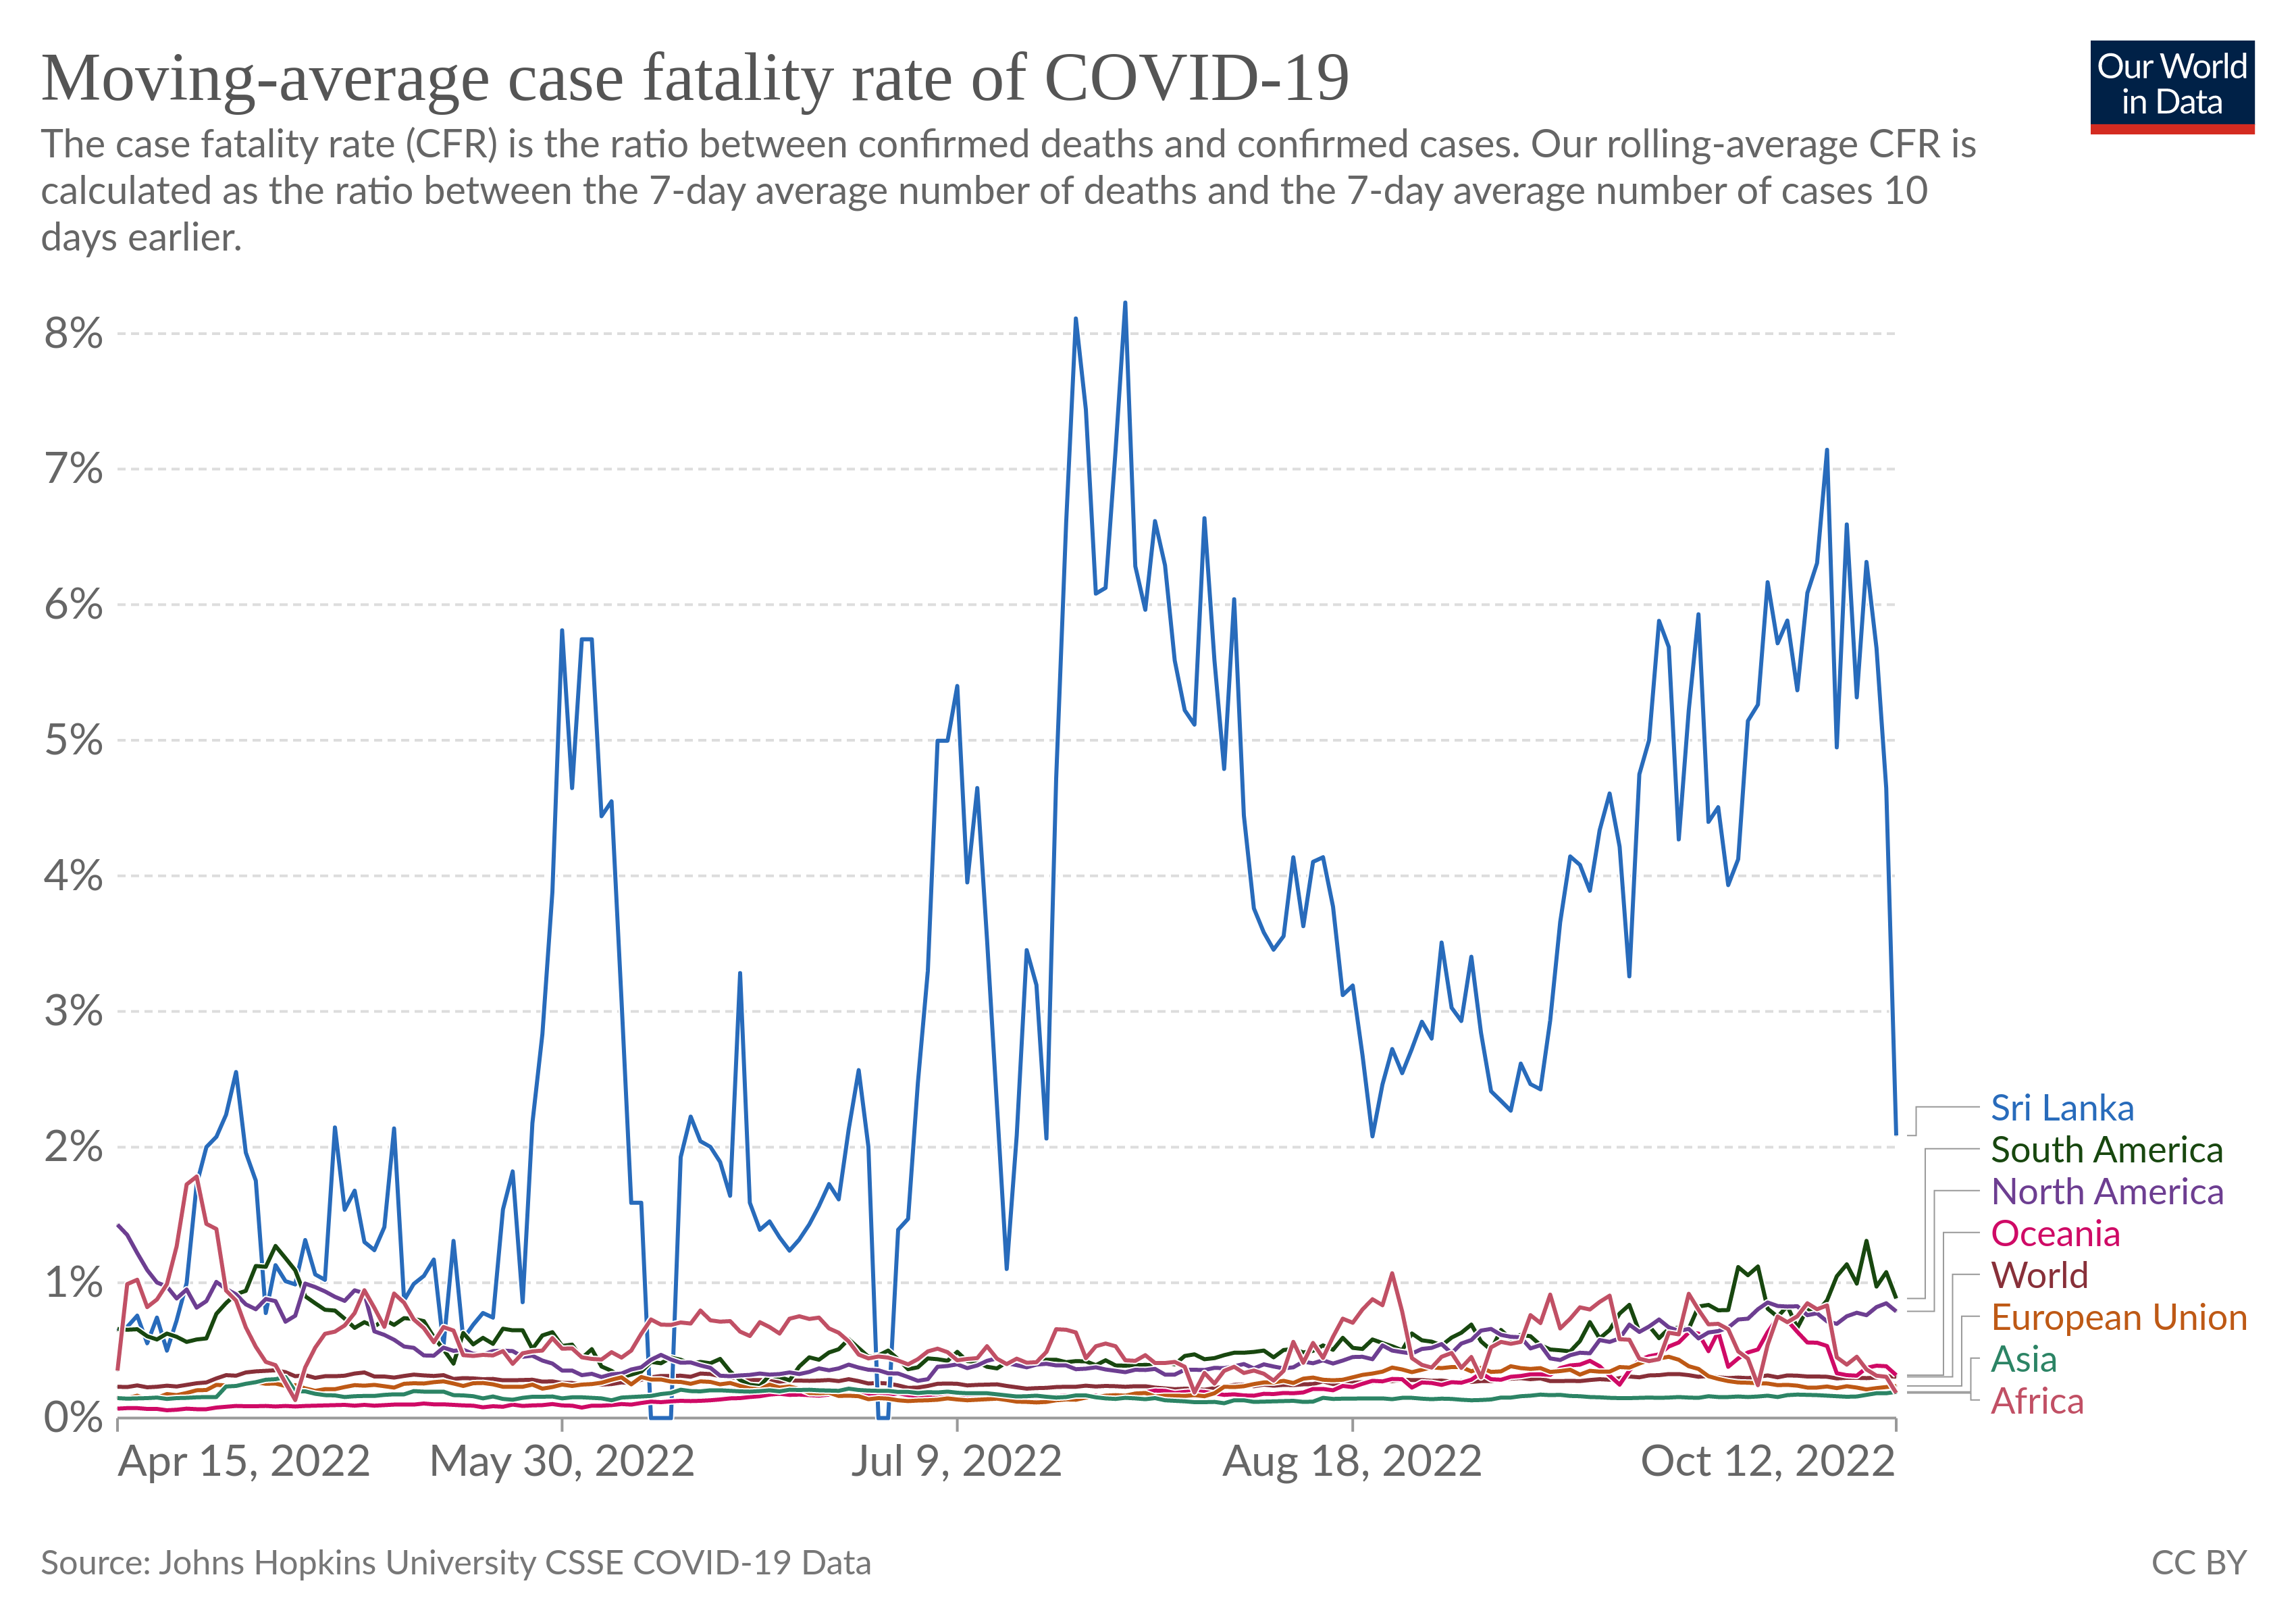 Moving-average case fatality rate of COVID-19
Our World
in Data
The case fatality rate (CFR) is the ratio between confirmed deaths and confirmed cases. Our rolling-average CFR is
calculated as the ratio between the 7-day average number of deaths and the 7-day average number of cases 10
days earlier.
8%
7%
6%
5%
4%
3%
2%
1%
0%
Sri Lanka
South America
North America
Oceania
World
European Union
Asia
Africa
Apr 15, 2022
May 30, 2022
Jul 9, 2022
Aug 18, 2022
Oct 12, 2022
Source: Johns Hopkins University CSSE COVID-19 Data
CC BY